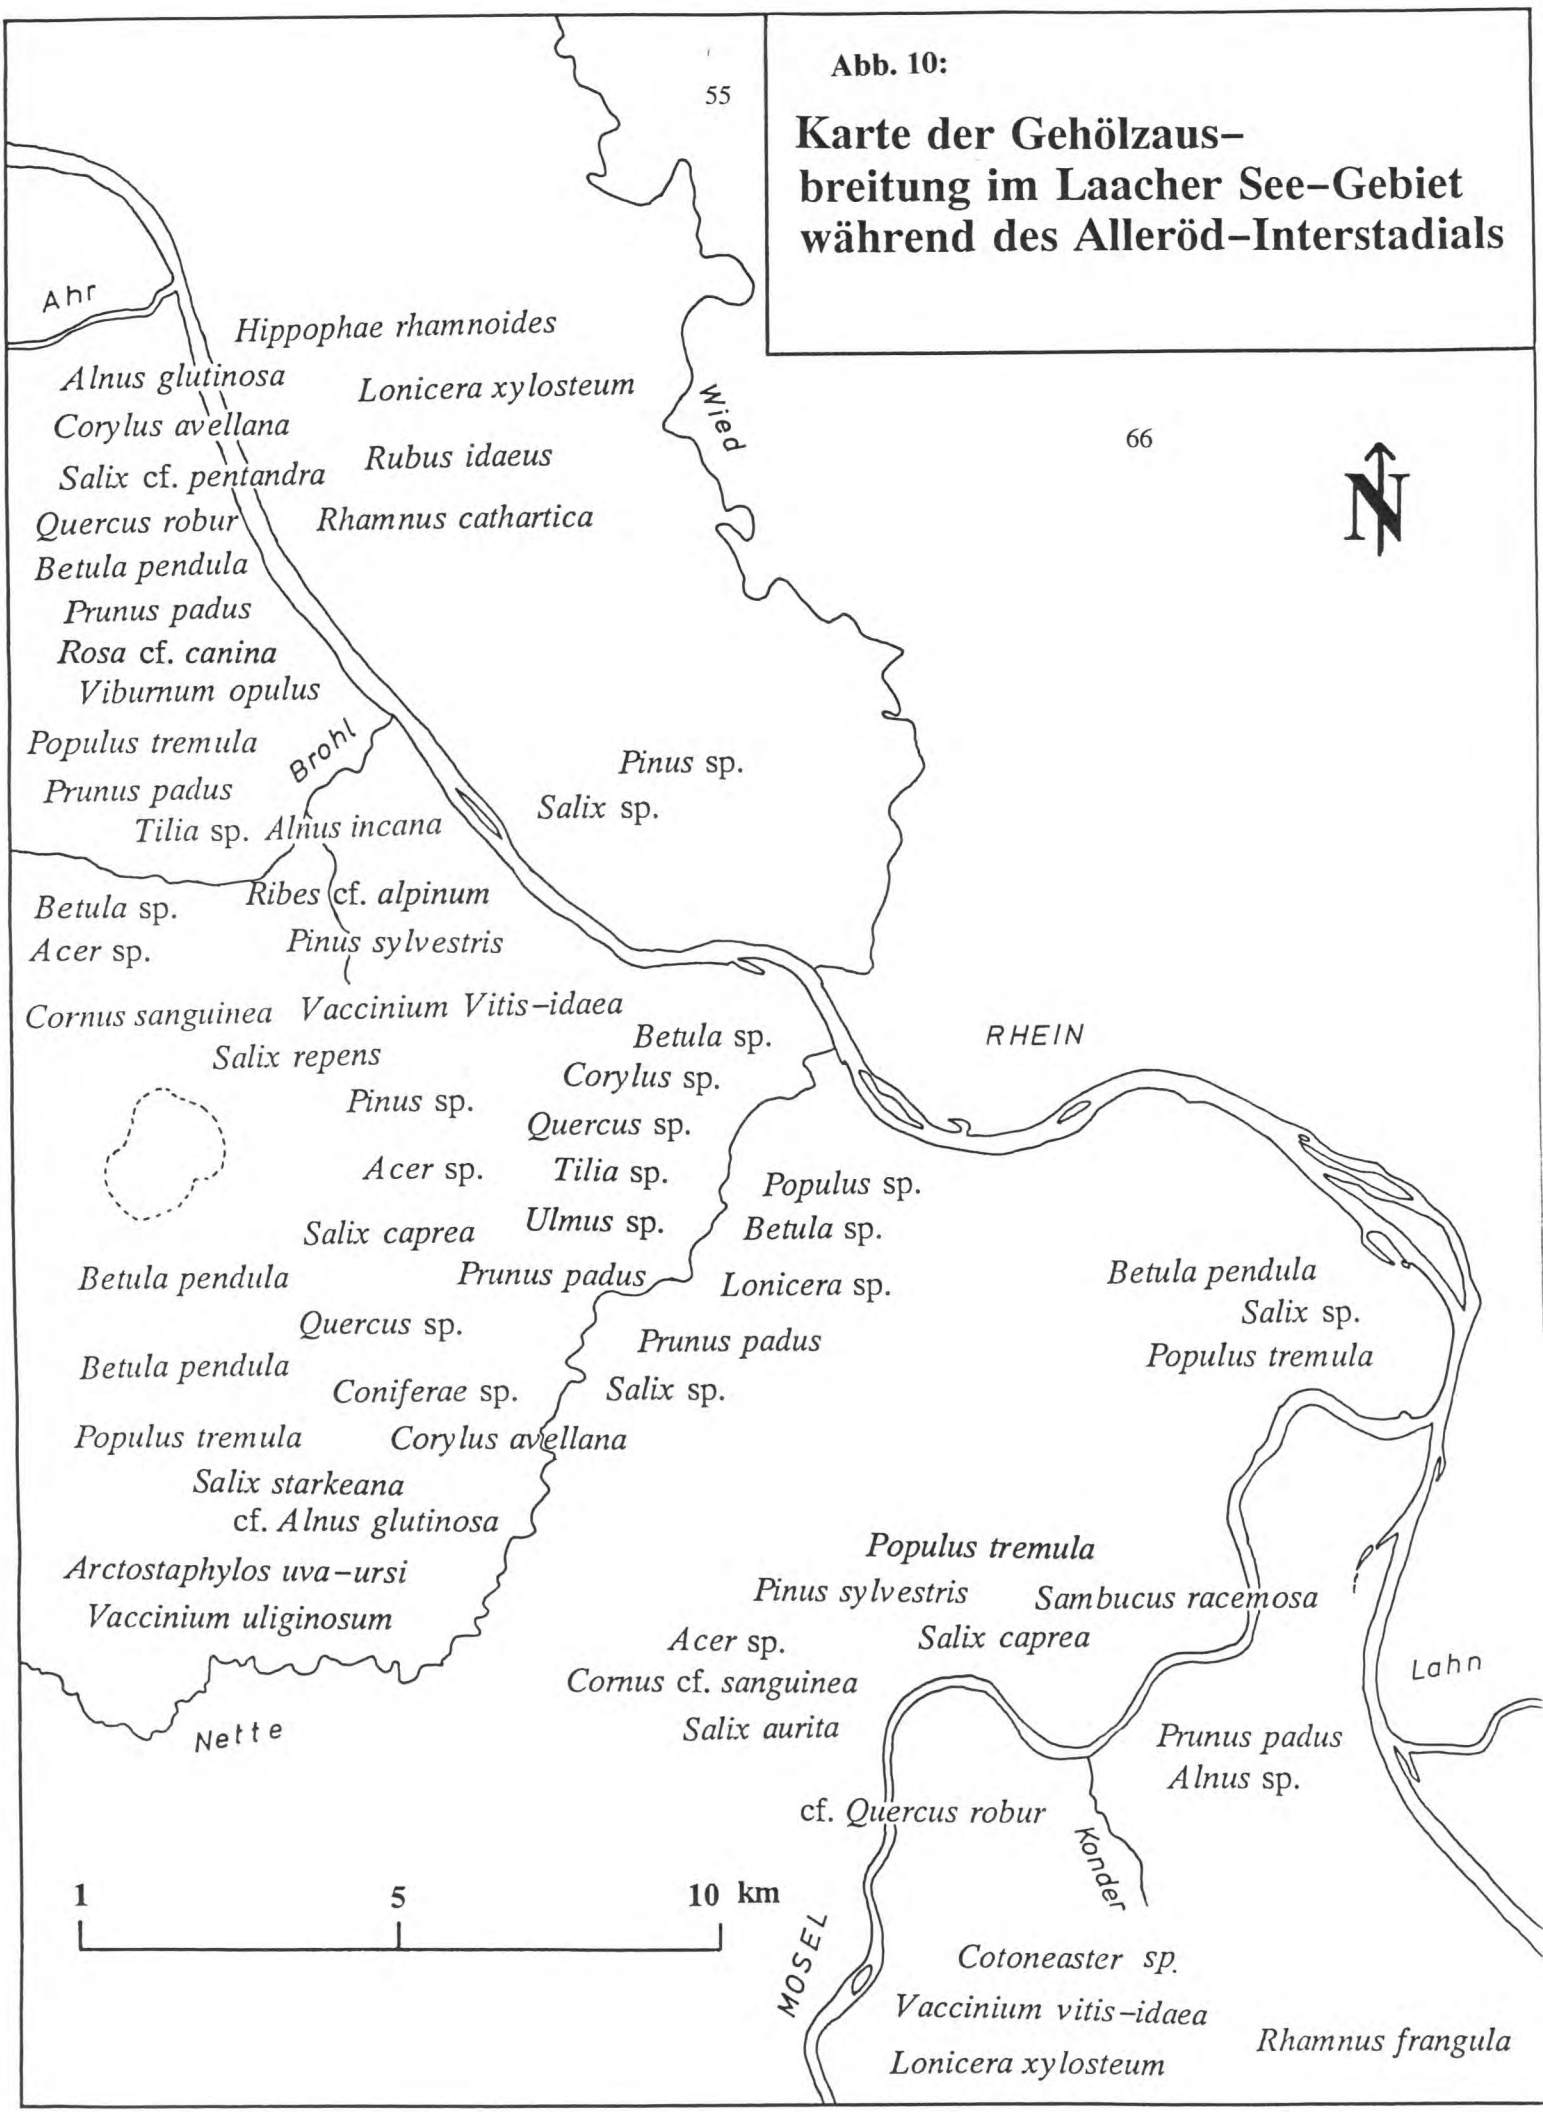 Abb. 10:
55
Karte der Gehölzaus–
breitung im Laacher See–Gebiet
während des Alleröd–Interstadials
Ahr
Hippophae rhamnoides
Alnus glutinosa
Lonicera xylosteum
Wied
Corylus avellana
66
N
Rubus idaeus
Salix cf. pentandra
Quercus robur
Rhamnus cathartica
Betula pendula
Prunus padus
Rosa cf. canina
Viburnum opulus
Populus tremula
Brohl
Pinus sp.
Prunus padus
Salix sp.
Tilia sp.
Alnus incana
Ribes cf. alpinum
Betula sp.
Pinus sylvestris
Acer sp.
Vaccinium Vitis–idaea
Cornus sanguinea
Betula sp.
RHEIN
Salix repens
Corylus sp.
Pinus sp.
Quercus sp.
Acer sp.
Tilia sp.
Populus sp.
Ulmus sp.
Salix caprea
Betula sp.
Betula pendula
Prunus padus
Lonicera sp.
Betula pendula
Salix sp.
Quercus sp.
Prunus padus
Populus tremula
Betula pendula
Coniferae sp.
Salix sp.
Populus tremula
Corylus avellana
Salix starkeana
cf. Alnus glutinosa
Populus tremula
Arctostaphylos uva–ursi
Pinus sylvestris
Sambucus racemosa
Vaccinium uliginosum
Acer sp.
Salix caprea
Lahn
Cornus cf. sanguinea
Nette
Salix aurita
Prunus padus
Alnus sp.
cf. Quercus robur
Konder
1
5
10 km
MOSEL
Cotoneaster sp.
Vaccinium vitis–idaea
Rhamnus frangula
Lonicera xylosteum